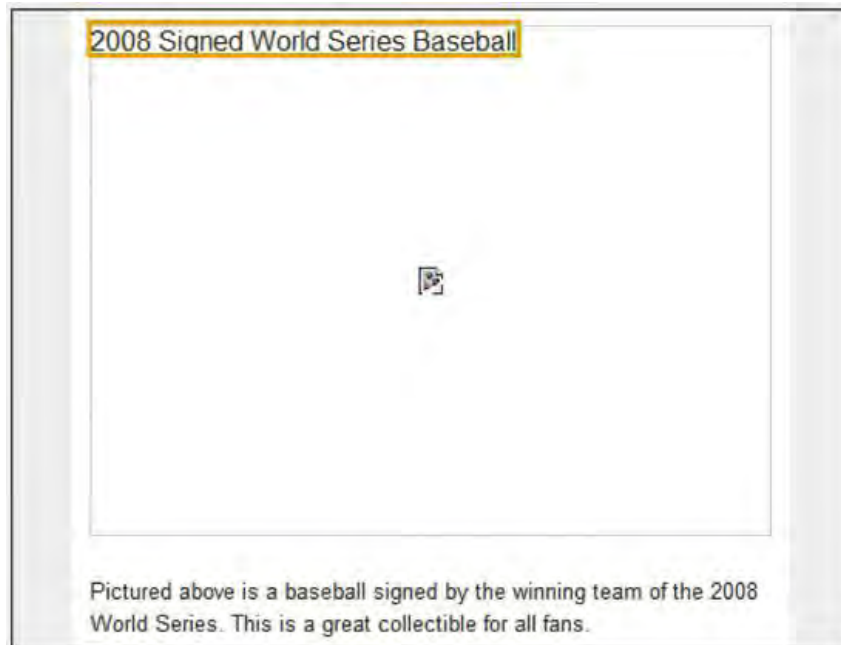 2008 Signed World Series Baseball
Pictured above is a baseball signed by the winning team of the 2008
World Series. This is a great collectible for all fans.